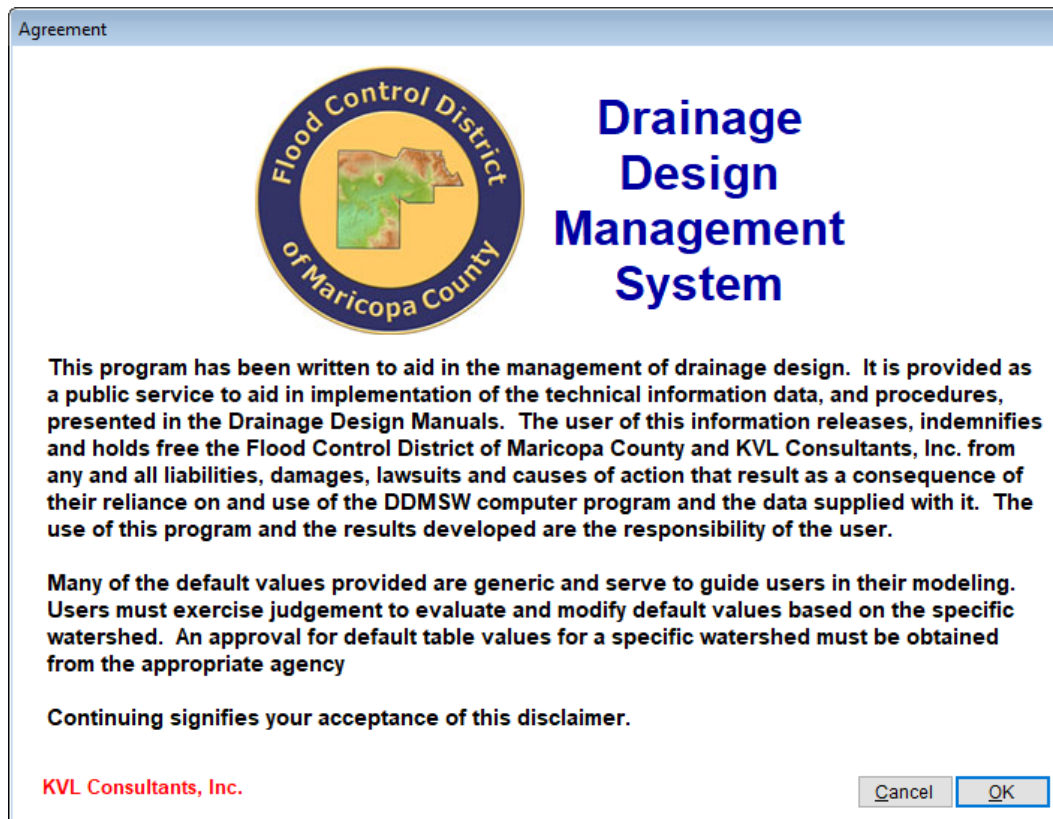 Agreement
Flood Control District
of Maricopa County
Drainage
Design
Management
System
This program has been written to aid in the management of drainage design.  It is provided as
a public service to aid in implementation of the technical information data, and procedures,
presented in the Drainage Design Manuals.  The user of this information releases, indemnifies
and holds free the Flood Control District of Maricopa County and KVL Consultants, Inc. from
any and all liabilities, damages, lawsuits and causes of action that result as a consequence of
their reliance on and use of the DDMSW computer program and the data supplied with it.  The
use of this program and the results developed are the responsibility of the user.
Many of the default values provided are generic and serve to guide users in their modeling.
Users must exercise judgement to evaluate and modify default values based on the specific
watershed.  An approval for default table values for a specific watershed must be obtained
from the appropriate agency
Continuing signifies your acceptance of this disclaimer.
KVL Consultants, Inc.
Cancel
OK